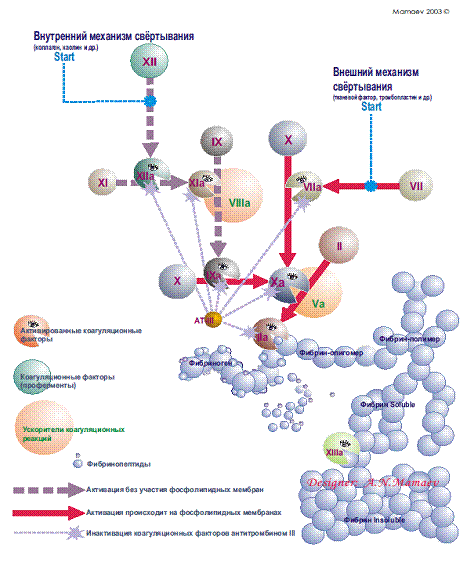 Mamaev 2003 ©
Внутренний механизм свёртывания
(коллаген, каолин и др.)
Start
XII
Внешний механизм
свёртывания
(тканевой фактор, тромбопластин и др.)
Start
IX
X
XIIa
XI
XIa
VIIIa
VIIa
VII
II
X
Xa
Va
AT-III
IIa
Фибриноген
Фибрин-олигомер
Фибрин-полимер
Активированные коагуляционные
факторы
Коагуляционные факторы
(проферменты)
Ускорители коагуляционных
реакций
Фибрин Soluble
XIIIa
Фибринопептиды
Designer: A.N.Mamaev
Активация без участия фосфолипидных мембран
Активация происходит на фосфолипидных мембранах
Инактивация коагуляционных факторов антитромбином III
Фибрин Insoluble